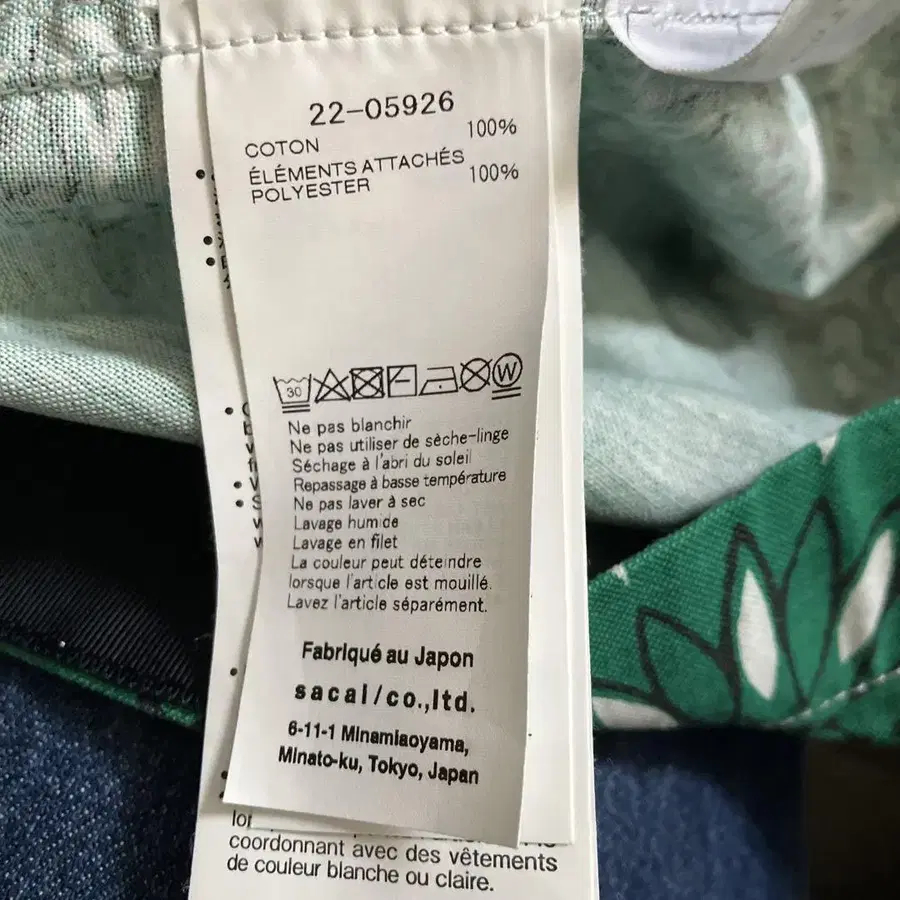 22-05926
COTON 100%
ÉLÉMENTS ATTACHÉS
POLYESTER 100%
30
W
Ne pas blanchir
Ne pas utiliser de sèche-linge
Séchage à l'abri du soleil
Repassage à basse température
Ne pas laver à sec
Lavage humide
Lavage en filet
La couleur peut déteindre
lorsque l'article est mouillé.
Lavez l'article séparément.
Fabriqué au Japon
sacai/co.,ltd.
6-11-1 Minamiaoyama,
Minato-ku, Tokyo, Japan
coordonnant avec des vêtements
de couleur blanche ou claire.